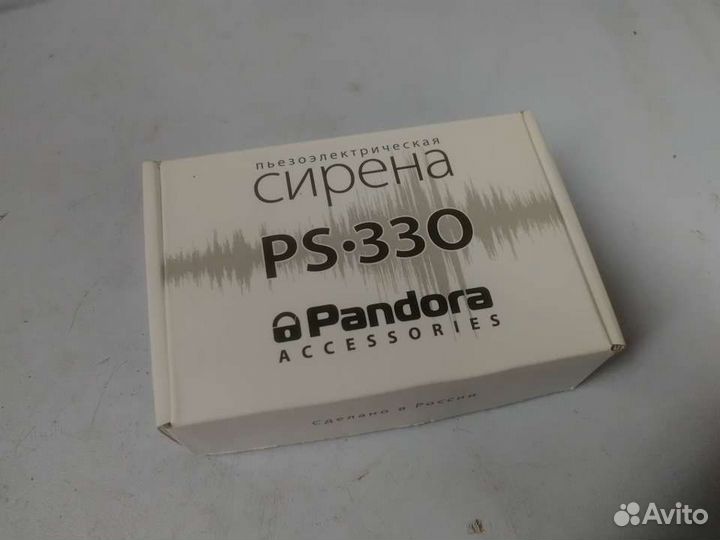 пьезоэлектрическая
сирена
PS·330
Pandora
ACCESSORIES
Сделано в России
Avito